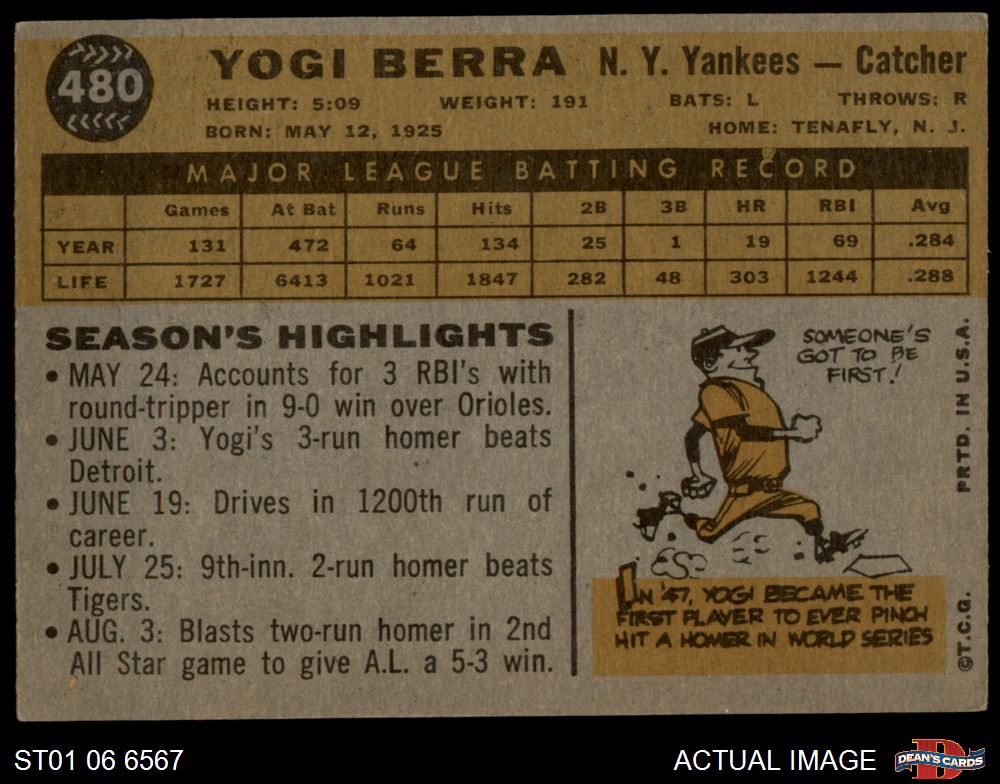 480
YOGI BERRA N. Y. Yankees — Catcher
HEIGHT: 5:09 WEIGHT: 191 BATS: L THROWS: R
BORN: MAY 12, 1925 HOME: TENAFLY, N. J.
MAJOR LEAGUE BATTING RECORD
Games At Bat Runs Hits 2B 3B HR RBI Avg
YEAR 131 472 64 134 25 1 19 69 .284
LIFE 1727 6413 1021 1847 282 48 303 1244 .288
SEASON'S HIGHLIGHTS
• MAY 24: Accounts for 3 RBI's with
round-tripper in 9-0 win over Orioles.
• JUNE 3: Yogi's 3-run homer beats
Detroit.
• JUNE 19: Drives in 1200th run of
career.
• JULY 25: 9th-inn. 2-run homer beats
Tigers.
• AUG. 3: Blasts two-run homer in 2nd
All Star game to give A.L. a 5-3 win.
SOMEONE'S
GOT TO BE
FIRST!
IN '47, YOGI BECAME THE
FIRST PLAYER TO EVER PINCH
HIT A HOMER IN WORLD SERIES
PRTD. IN U.S.A.
©T.C.G.
ST01 06 6567
ACTUAL IMAGE
D
DEAN'S CARDS